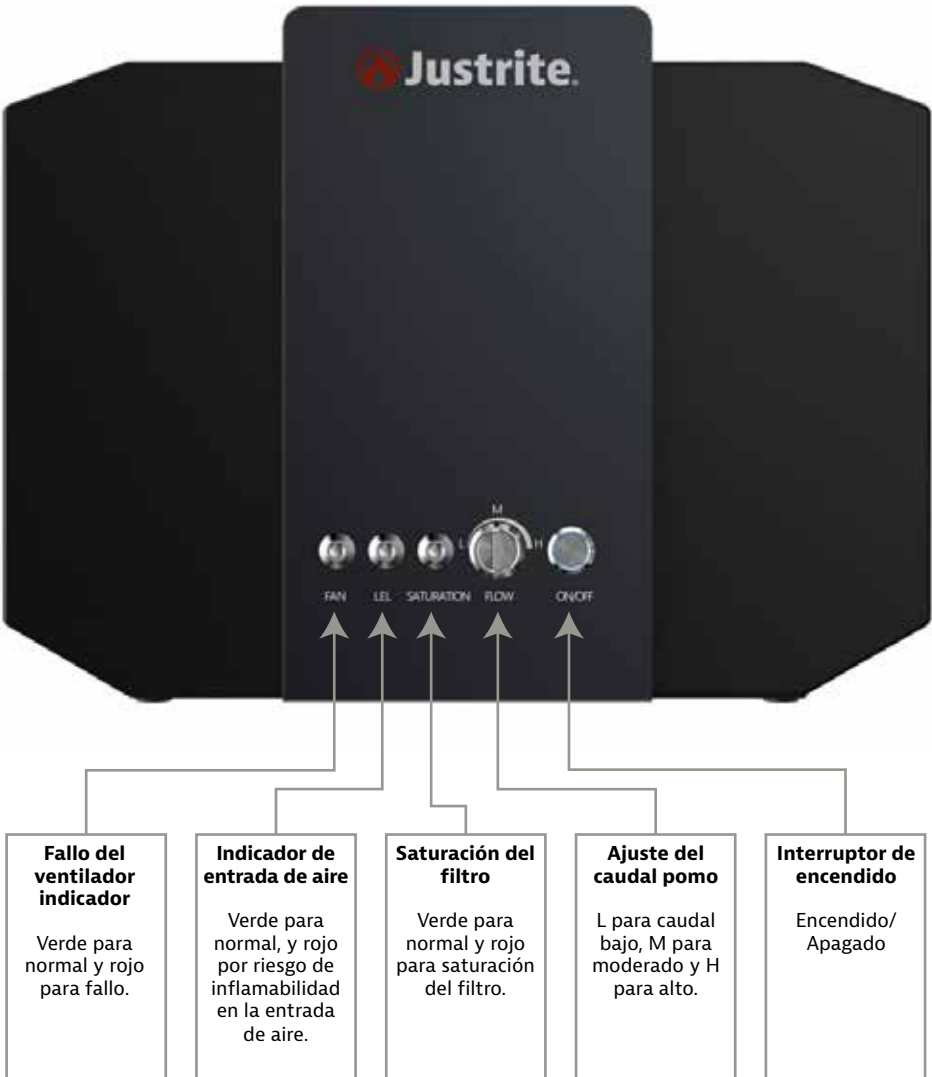 Justrite.
M
L H
FAN LEL SATURATION FLOW ON/OFF
Fallo del
ventilador
indicador
Verde para
normal y rojo
para fallo.
Indicador de
entrada de aire
Verde para
normal, y rojo
por riesgo de
inflamabilidad
en la entrada
de aire.
Saturación del
filtro
Verde para
normal y rojo
para saturación
del filtro.
Ajuste del
caudal pomo
L para caudal
bajo, M para
moderado y H
para alto.
Interruptor de
encendido
Encendido/
Apagado